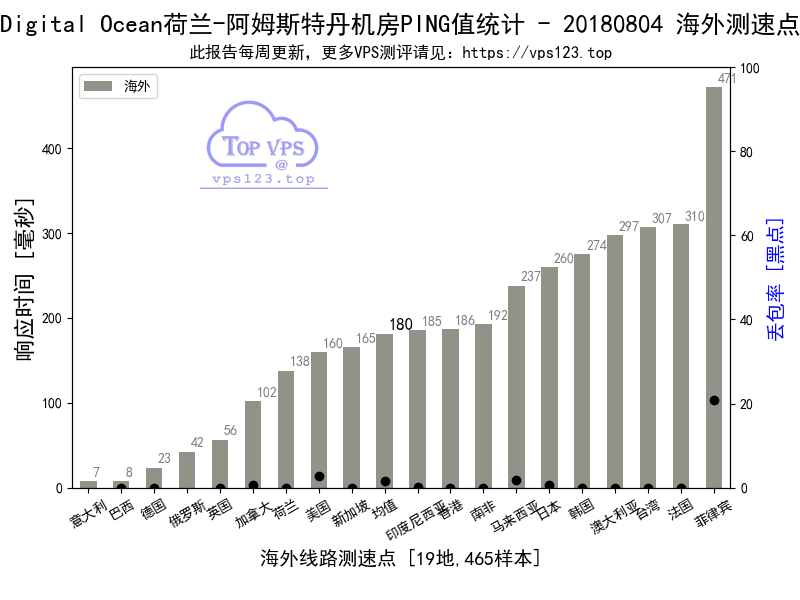 Digital Ocean荷兰-阿姆斯特丹机房PING值统计 - 20180804 海外测速点
此报告每周更新，更多VPS测评请见：https://vps123.top
海外
TOP VPS
@
vps123.top
响应时间 [毫秒]
丢包率 [黑点]
0
100
200
300
400
0
20
40
60
80
100
7
8
23
42
56
102
138
160
165
180
185
186
192
237
260
274
297
307
310
471
意大利
巴西
德国
俄罗斯
英国
加拿大
荷兰
美国
新加坡
均值
印度尼西亚
香港
南非
马来西亚
日本
韩国
澳大利亚
台湾
法国
菲律宾
海外线路测速点 [19地,465样本]